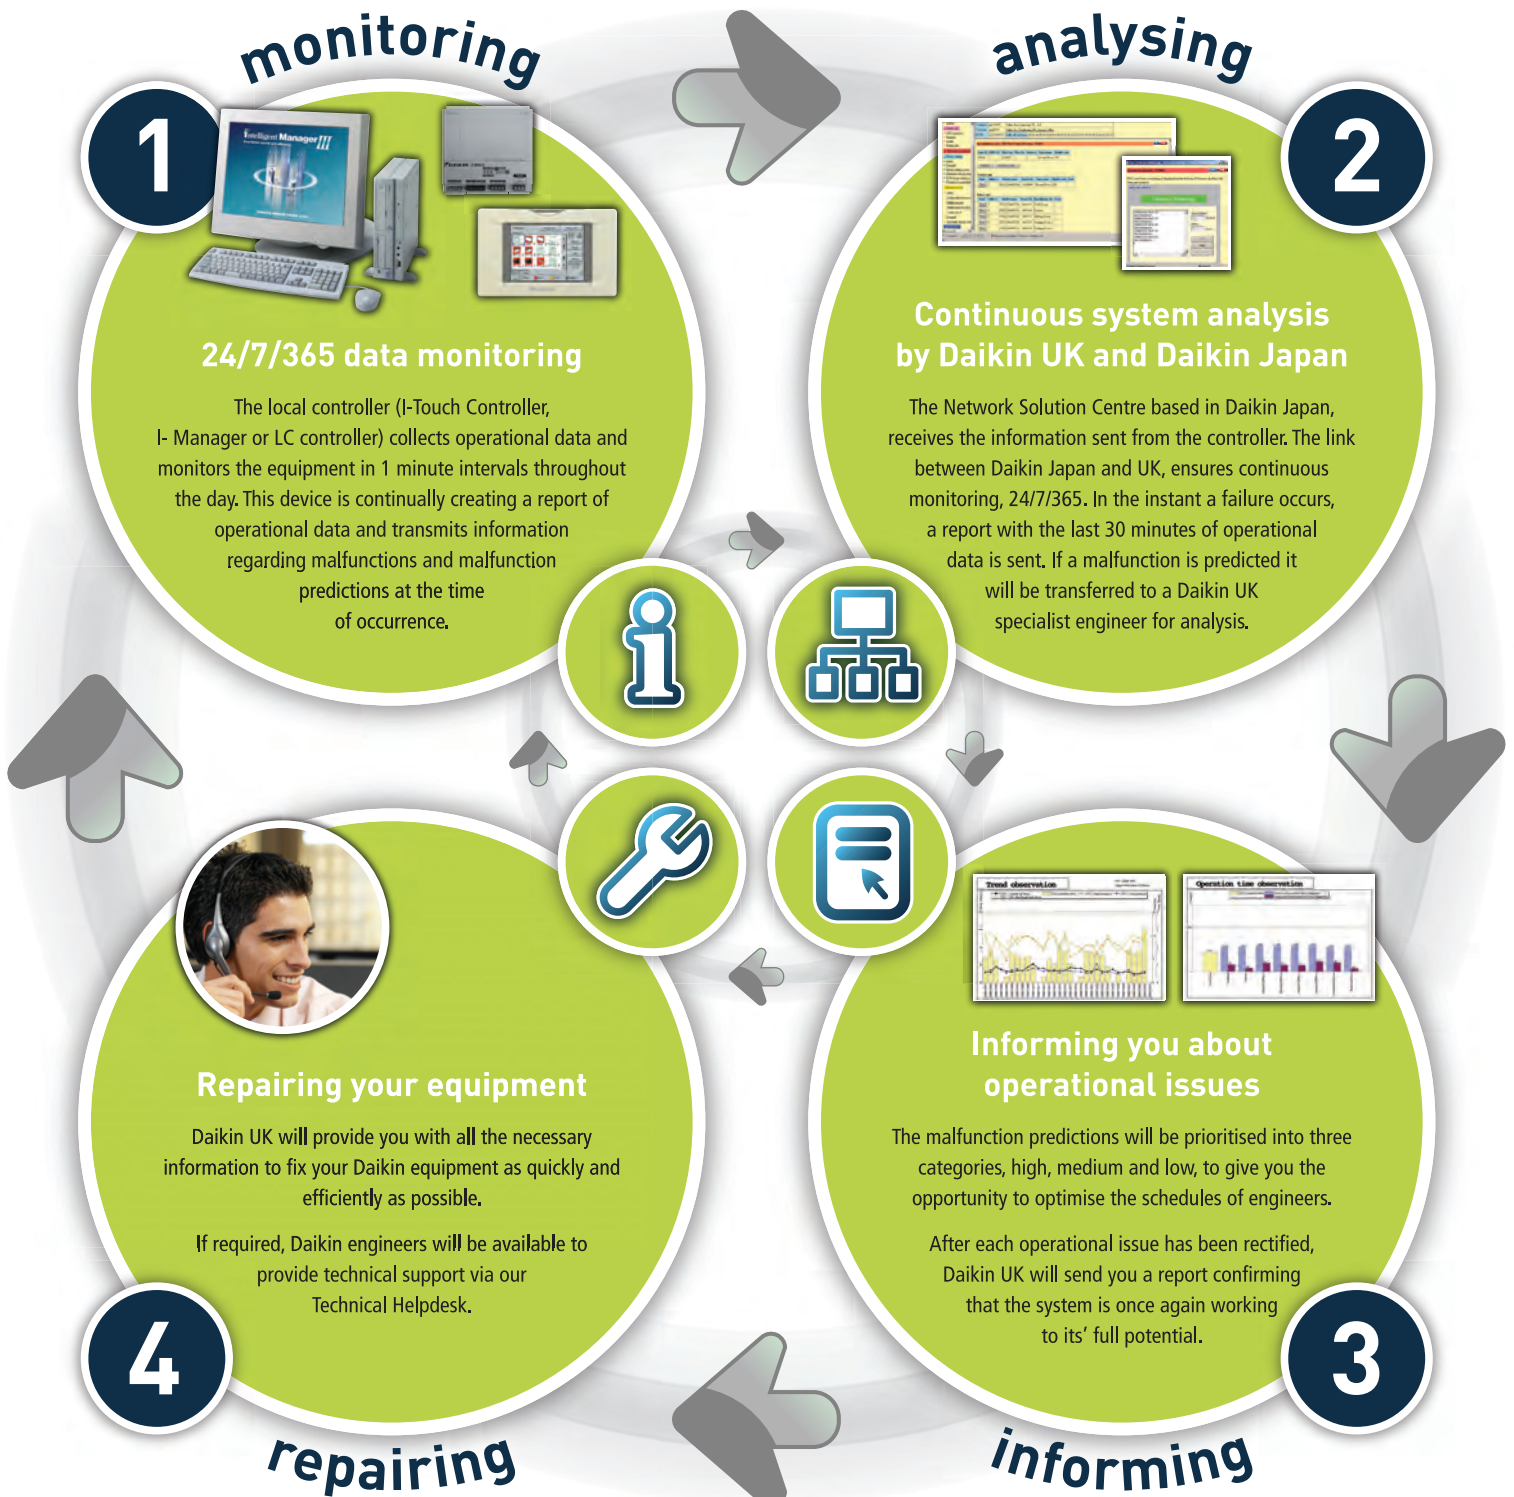 monitoring
1
Intelligent Manager III
24/7/365 data monitoring
The local controller (I-Touch Controller,
I- Manager or LC controller) collects operational data and
monitors the equipment in 1 minute intervals throughout
the day. This device is continually creating a report of
operational data and transmits information
regarding malfunctions and malfunction
predictions at the time
of occurrence.
analysing
2
Continuous system analysis
by Daikin UK and Daikin Japan
The Network Solution Centre based in Daikin Japan,
receives the information sent from the controller. The link
between Daikin Japan and UK, ensures continuous
monitoring, 24/7/365. In the instant a failure occurs,
a report with the last 30 minutes of operational
data is sent. If a malfunction is predicted it
will be transferred to a Daikin UK
specialist engineer for analysis.
Trend observation
Operation time observation
Informing you about
operational issues
The malfunction predictions will be prioritised into three
categories, high, medium and low, to give you the
opportunity to optimise the schedules of engineers.
After each operational issue has been rectified,
Daikin UK will send you a report confirming
that the system is once again working
to its’ full potential.
3
informing
Repairing your equipment
Daikin UK will provide you with all the necessary
information to fix your Daikin equipment as quickly and
efficiently as possible.
If required, Daikin engineers will be available to
provide technical support via our
Technical Helpdesk.
4
repairing